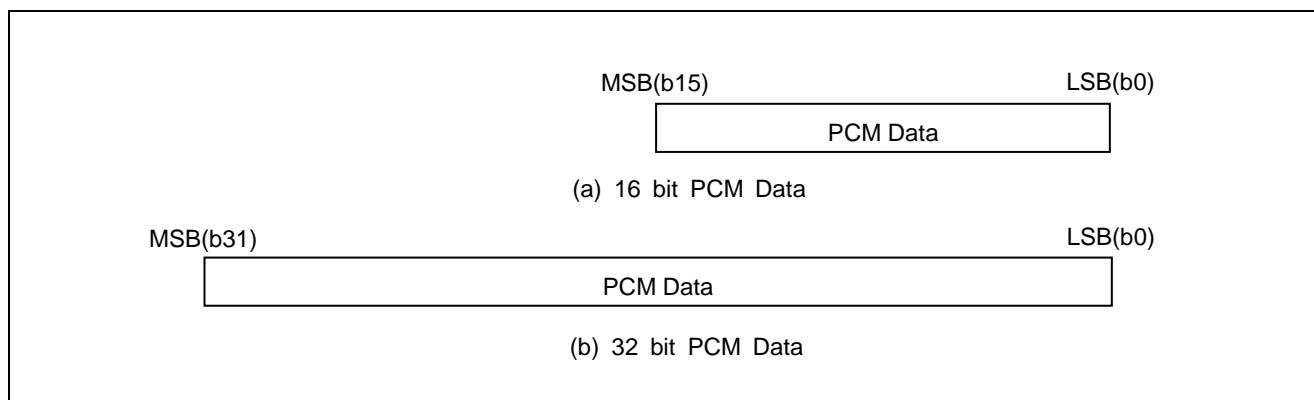 MSB(b15) LSB(b0)
PCM Data
(a) 16 bit PCM Data
MSB(b31) LSB(b0)
PCM Data
(b) 32 bit PCM Data